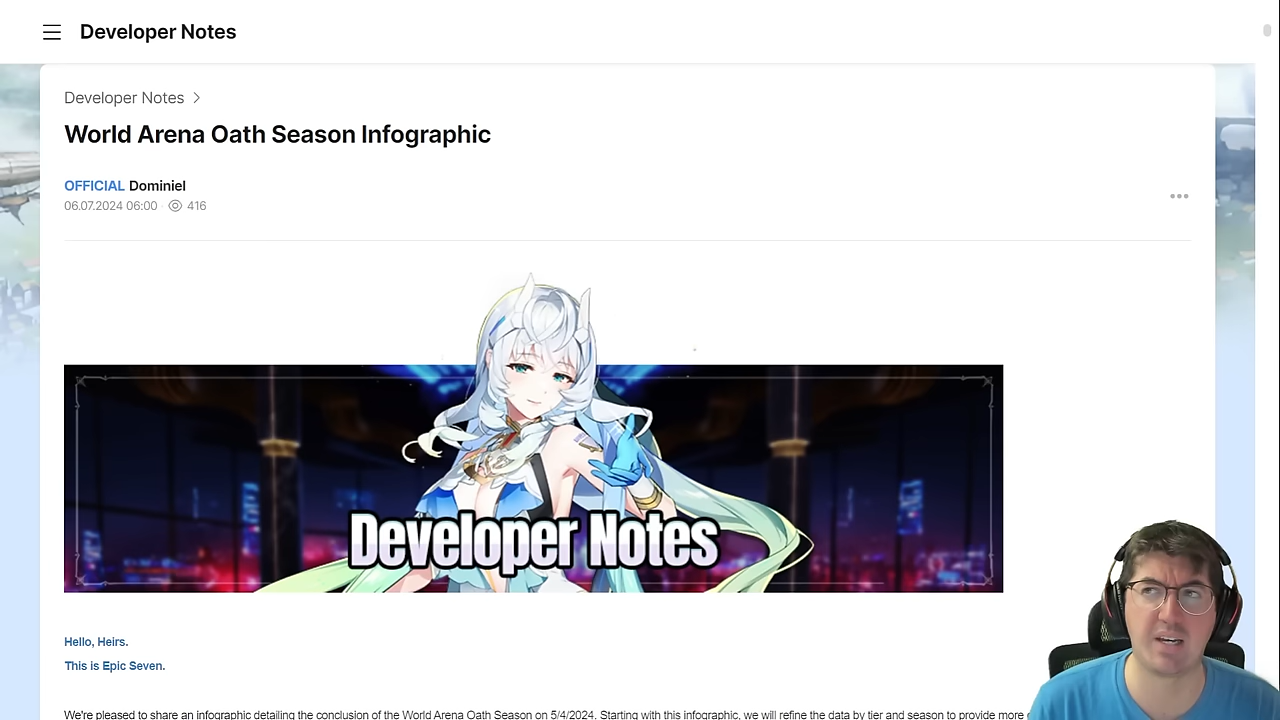 Developer Notes
Developer Notes
World Arena Oath Season Infographic
OFFICIAL Dominiel
06.07.2024 06:00 · 416
Developer Notes
Hello, Heirs.
This is Epic Seven.
We're pleased to share an infographic detailing the conclusion of the World Arena Oath Season on 5/4/2024. Starting with this infographic, we will refine the data by tier and season to provide more